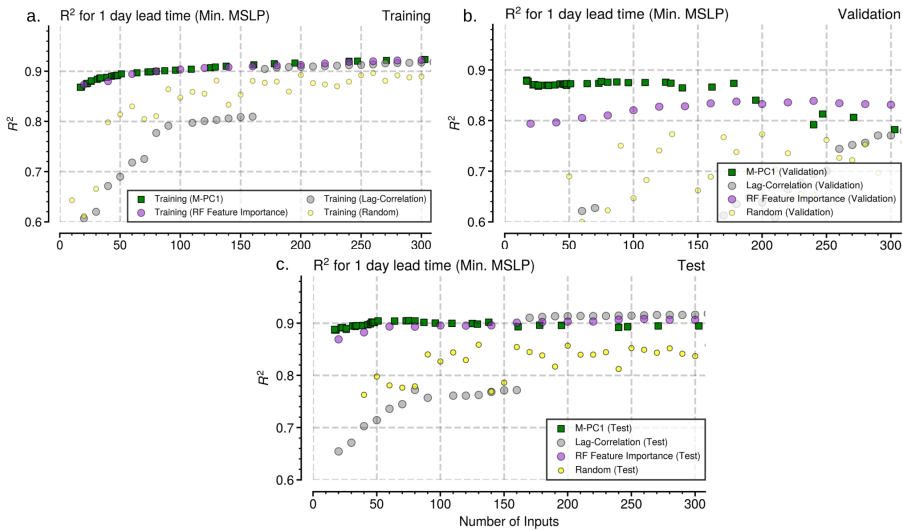 a.
R² for 1 day lead time (Min. MSLP) Training
0.9
0.8
0.7
0.6
R²
0 50 100 150 200 250 300
Training (M-PC1)
Training (RF Feature Importance)
Training (Lag-Correlation)
Training (Random)
b.
R² for 1 day lead time (Min. MSLP) Validation
0.9
0.8
0.7
0.6
R²
0 50 100 150 200 250 300
M-PC1 (Validation)
Lag-Correlation (Validation)
RF Feature Importance (Validation)
Random (Validation)
c.
R² for 1 day lead time (Min. MSLP) Test
0.9
0.8
0.7
0.6
R²
0 50 100 150 200 250 300
M-PC1 (Test)
Lag-Correlation (Test)
RF Feature Importance (Test)
Random (Test)
Number of Inputs